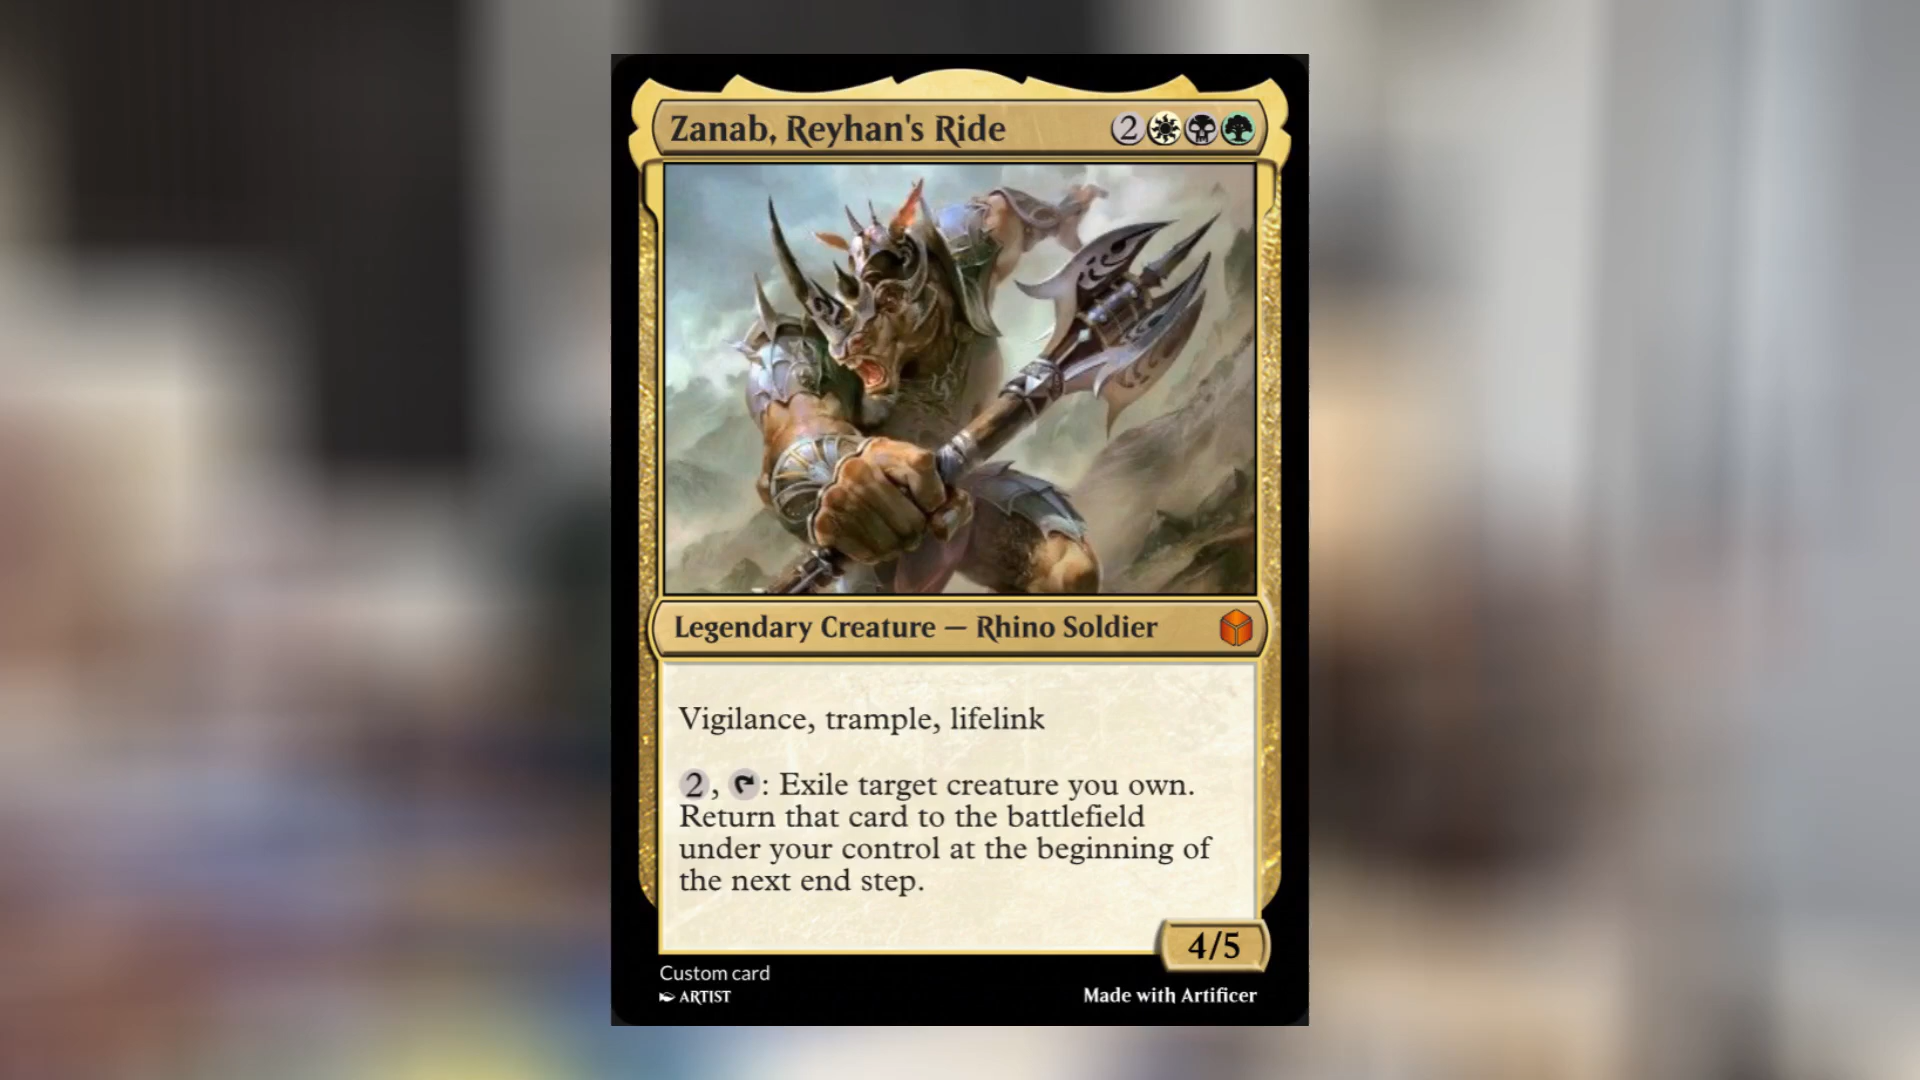 Zanab, Reyhan's Ride 2
Legendary Creature — Rhino Soldier
Vigilance, trample, lifelink
2, : Exile target creature you own.
Return that card to the battlefield
under your control at the beginning of
the next end step.
4/5
Custom card
ARTIST
Made with Artificer